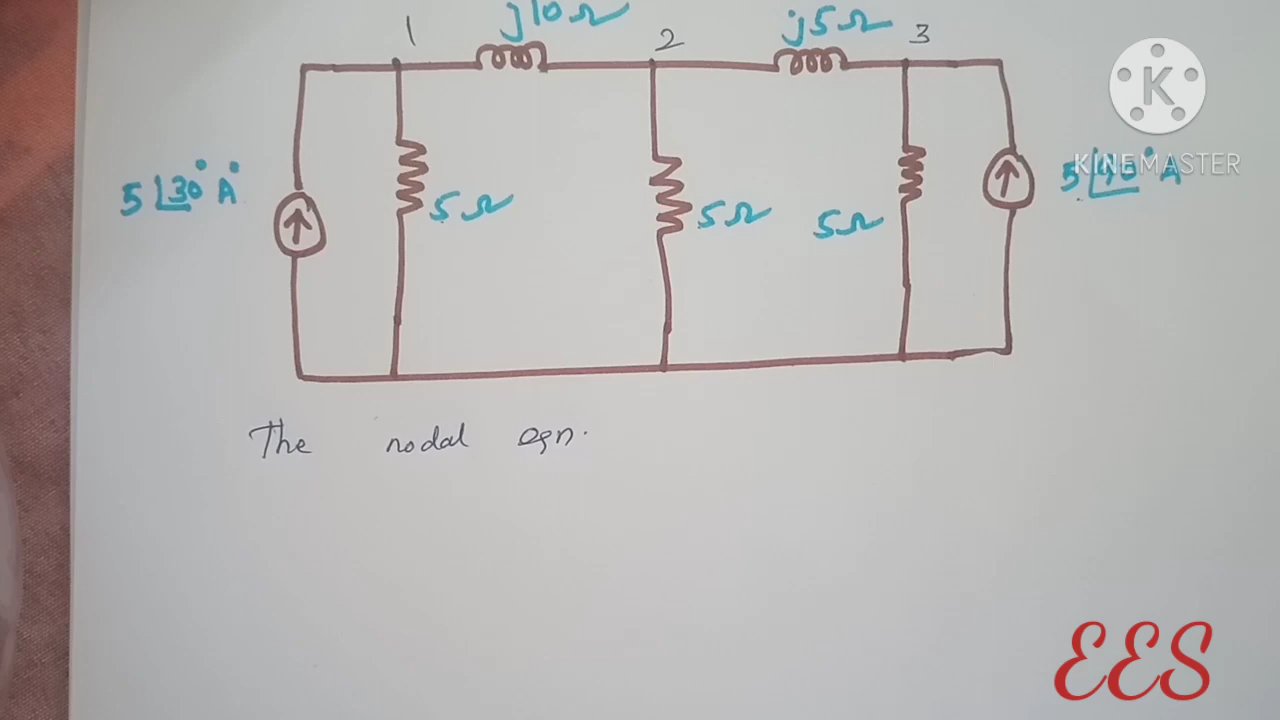 j10Ω j5Ω
1 2 3
KINEMASTER
5∠30° A
5Ω 5Ω 5Ω
The nodal eqn.
EES